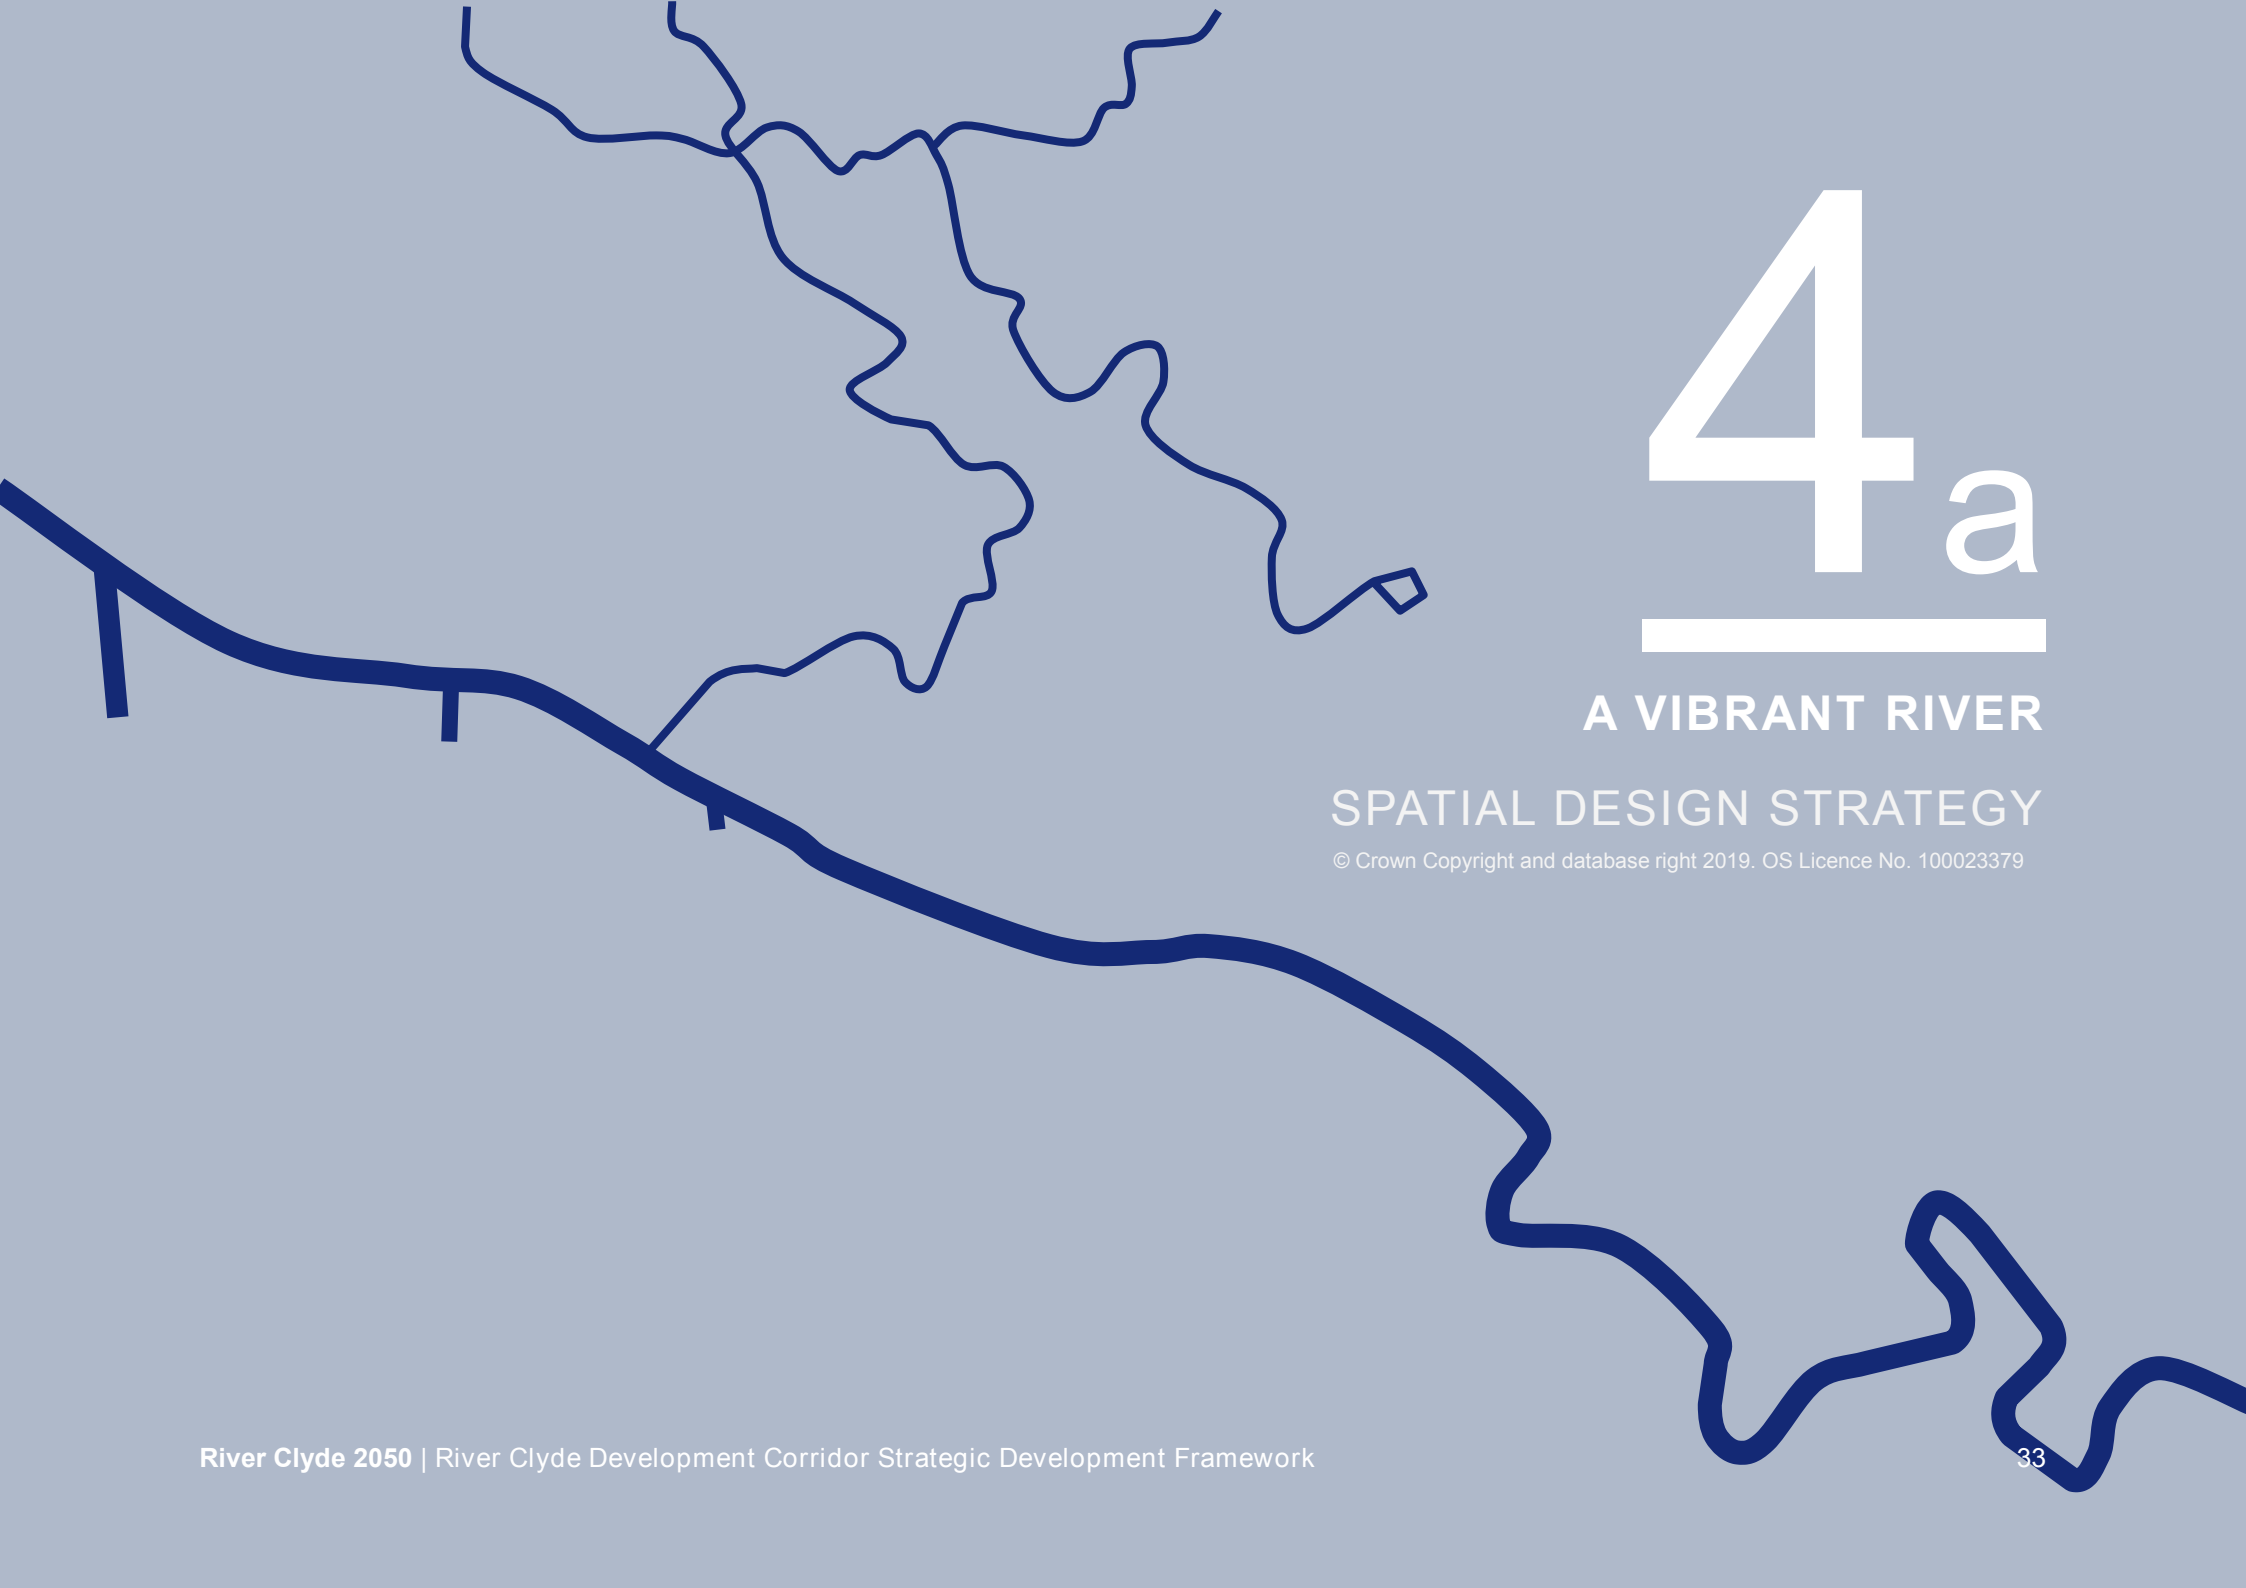 4a
A VIBRANT RIVER
SPATIAL DESIGN STRATEGY
© Crown Copyright and database right 2019. OS Licence No. 100023379
River Clyde 2050 | River Clyde Development Corridor Strategic Development Framework
33